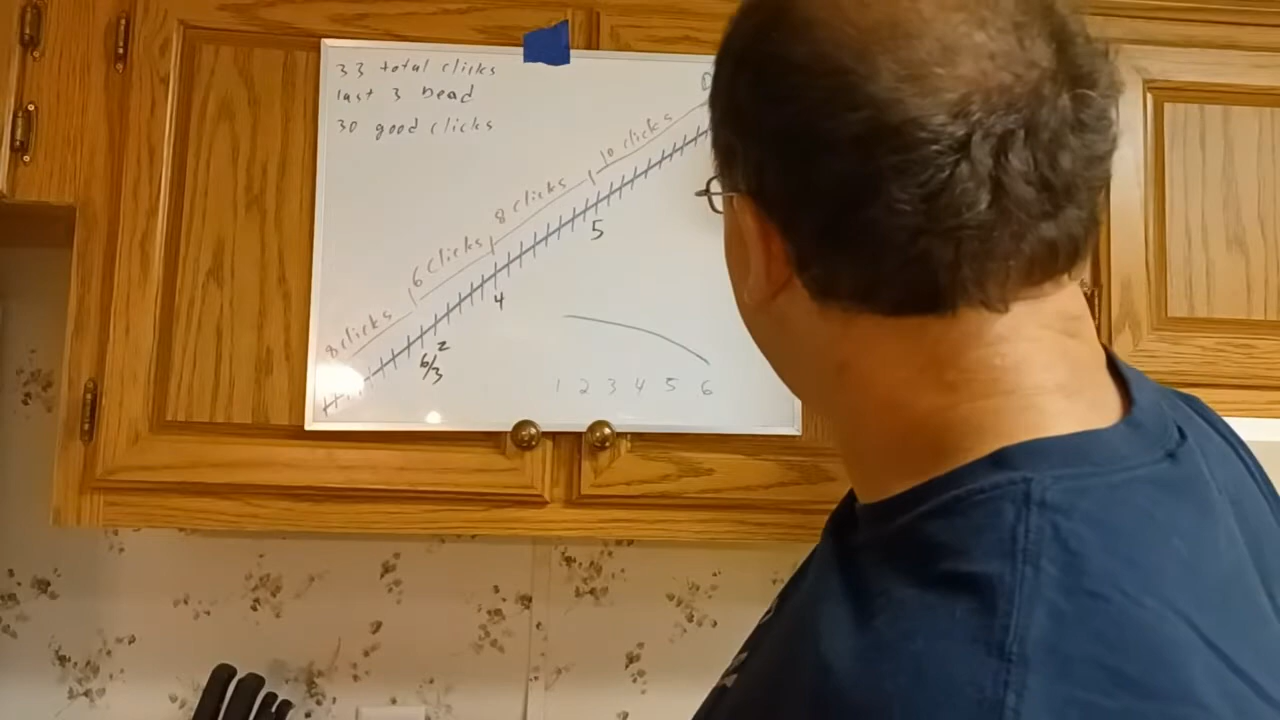 33 total clicks
last 3 Dead
30 good clicks
10 clicks
8 clicks
6 clicks
8 clicks
5
4
2
6/3
1 2 3 4 5 6